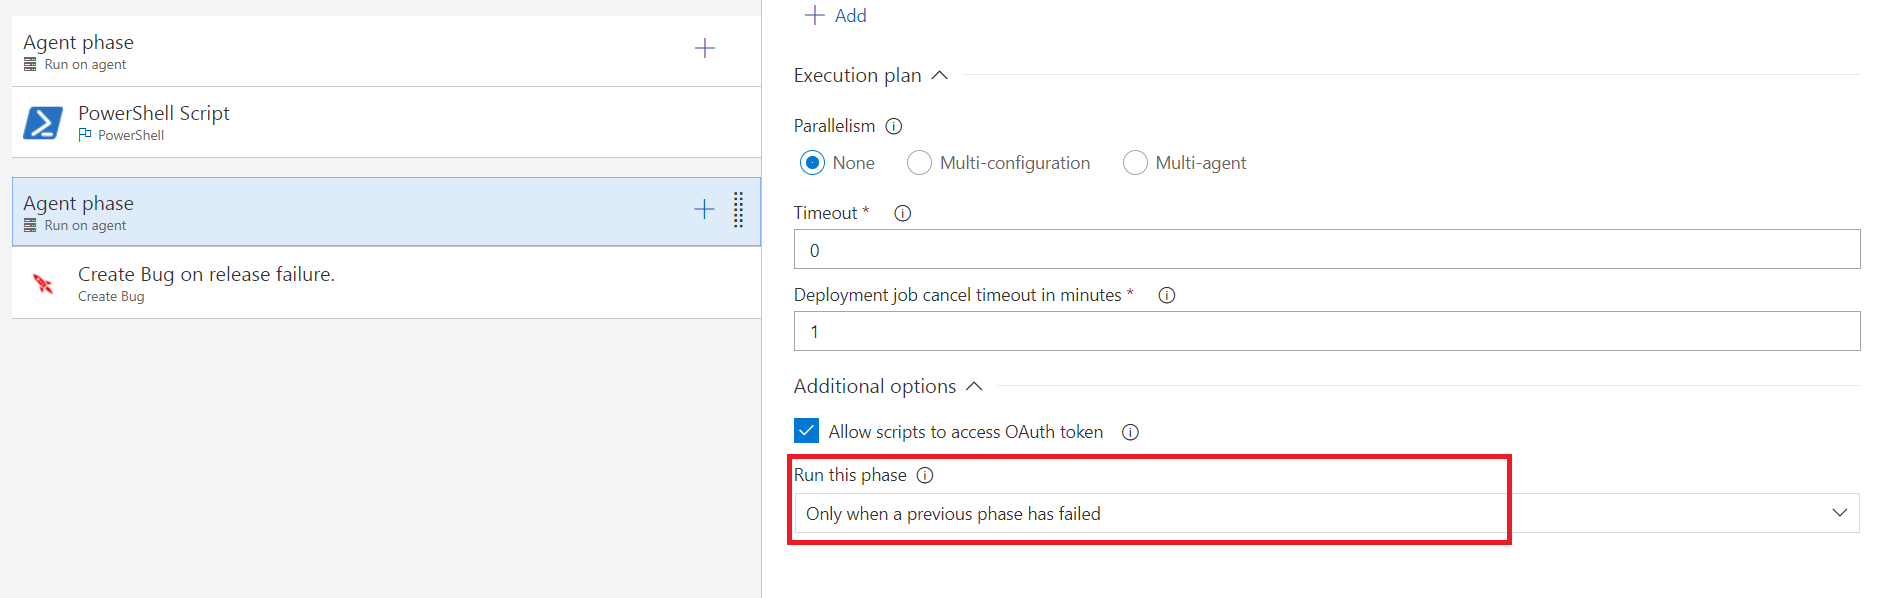 Agent phase
Run on agent
PowerShell Script
PowerShell
Agent phase
Run on agent
Create Bug on release failure.
Create Bug
Add
Execution plan
Parallelism
None Multi-configuration Multi-agent
Timeout *
0
Deployment job cancel timeout in minutes *
1
Additional options
Allow scripts to access OAuth token
Run this phase
Only when a previous phase has failed